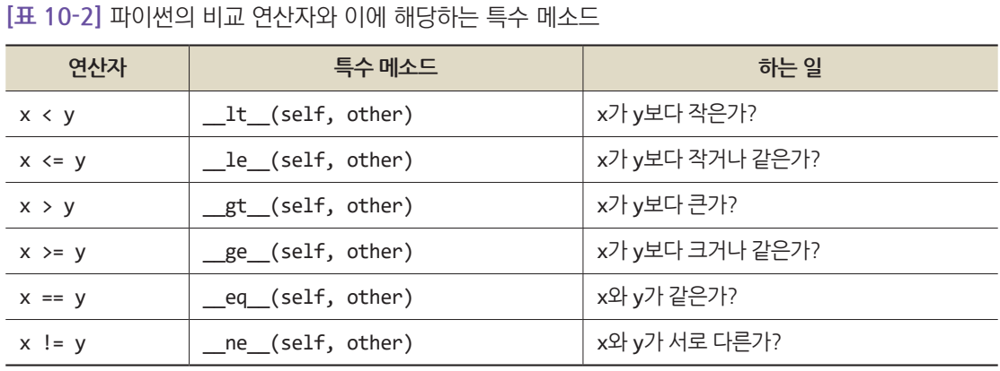 [표 10-2] 파이썬의 비교 연산자와 이에 해당하는 특수 메소드
연산자 특수 메소드 하는 일
x < y __lt__(self, other) x가 y보다 작은가?
x <= y __le__(self, other) x가 y보다 작거나 같은가?
x > y __gt__(self, other) x가 y보다 큰가?
x >= y __ge__(self, other) x가 y보다 크거나 같은가?
x == y __eq__(self, other) x와 y가 같은가?
x != y __ne__(self, other) x와 y가 서로 다른가?